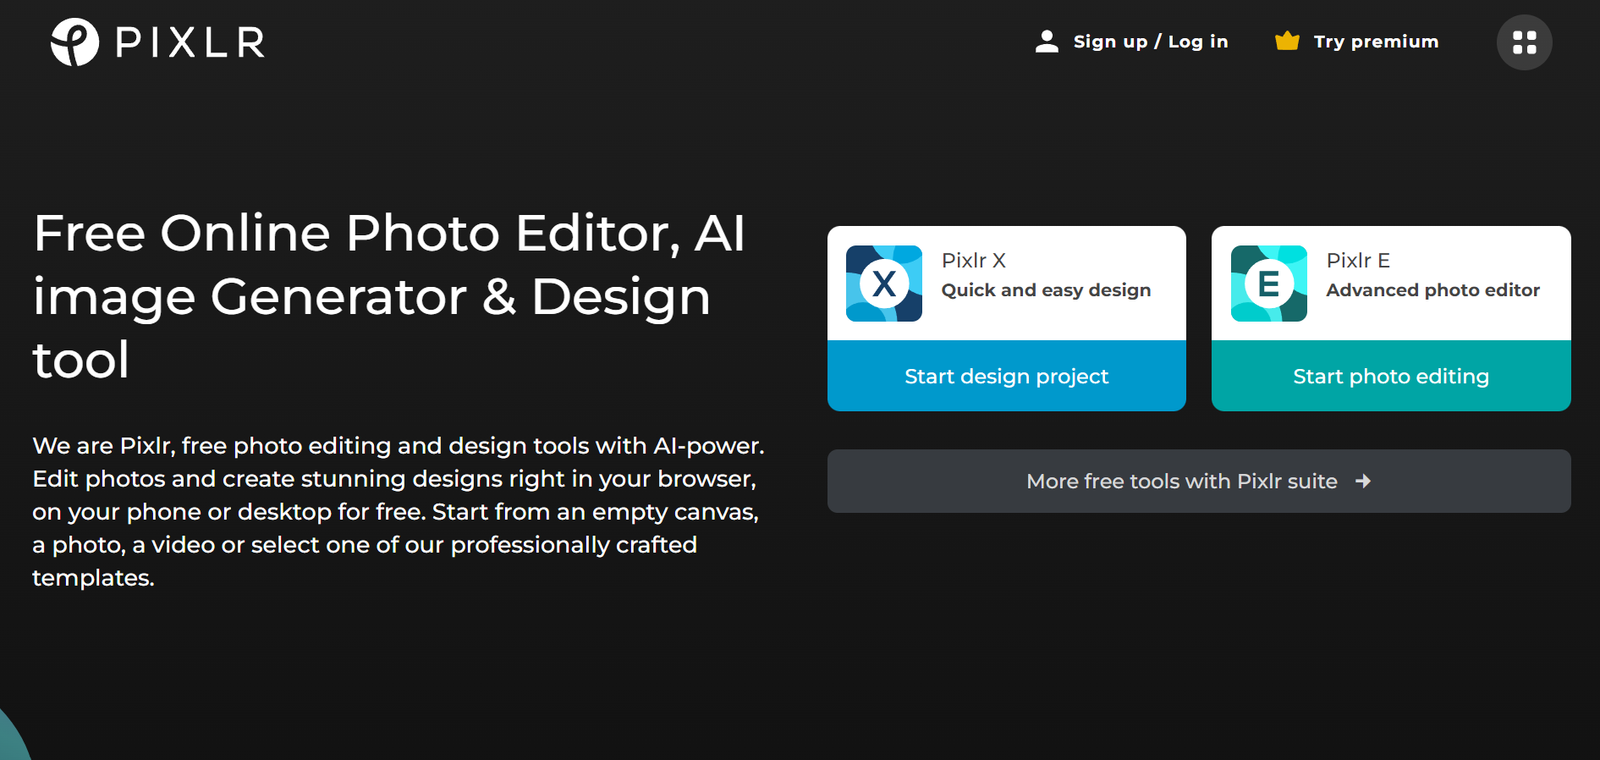 PIXLR
Sign up / Log in
Try premium
Free Online Photo Editor, AI
image Generator & Design
tool
We are Pixlr, free photo editing and design tools with AI-power.
Edit photos and create stunning designs right in your browser,
on your phone or desktop for free. Start from an empty canvas,
a photo, a video or select one of our professionally crafted
templates.
X
Pixlr X
Quick and easy design
Start design project
E
Pixlr E
Advanced photo editor
Start photo editing
More free tools with Pixlr suite